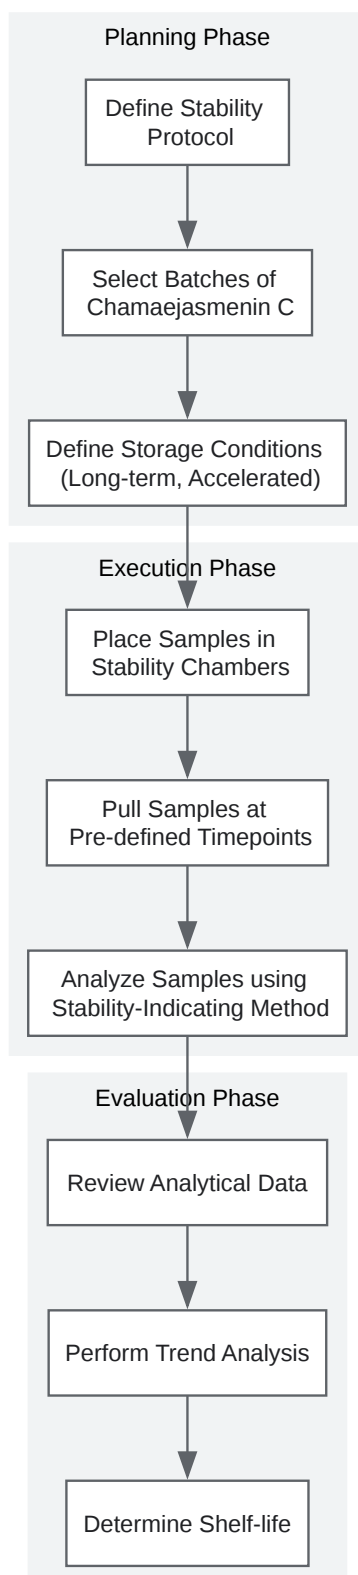 Planning Phase
Define Stability
Protocol
Select Batches of
Chamaejasmenin C
Define Storage Conditions
(Long-term, Accelerated)
Execution Phase
Place Samples in
Stability Chambers
Pull Samples at
Pre-defined Timepoints
Analyze Samples using
Stability-Indicating Method
Evaluation Phase
Review Analytical Data
Perform Trend Analysis
Determine Shelf-life